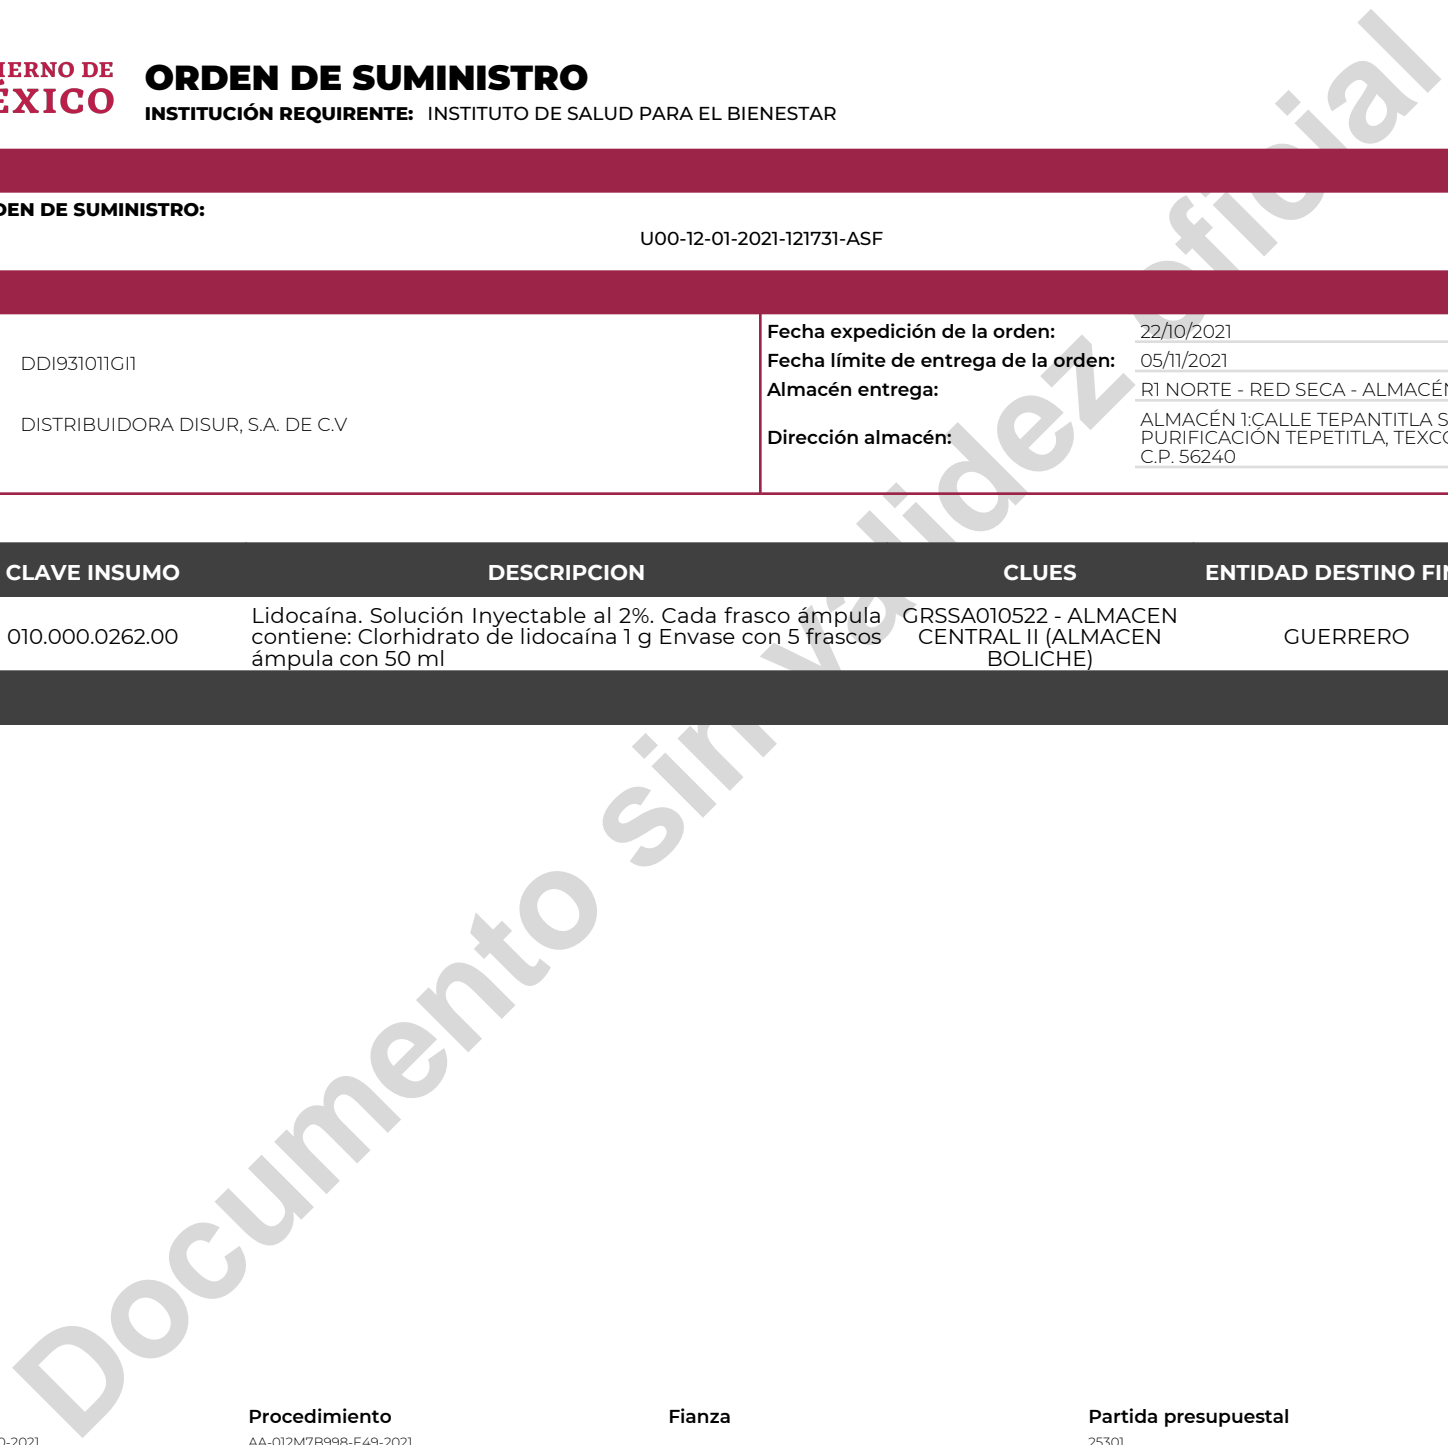 ORDEN DE SUMINISTRO
INSTITUCIÓN REQUIRENTE: INSTITUTO DE SALUD PARA EL BIENESTAR
IERNO DE
ÉXICO
DEN DE SUMINISTRO:
U00-12-01-2021-121731-ASF
DDI931011GI1
DISTRIBUIDORA DISUR, S.A. DE C.V
Fecha expedición de la orden: 22/10/2021
Fecha límite de entrega de la orden: 05/11/2021
Almacén entrega: R1 NORTE - RED SECA - ALMACÉN
Dirección almacén: ALMACÉN 1:CALLE TEPANTITLA S
PURIFICACIÓN TEPETITLA, TEXCO
C.P. 56240
CLAVE INSUMO DESCRIPCION CLUES ENTIDAD DESTINO FIN
010.000.0262.00
Lidocaína. Solución Inyectable al 2%. Cada frasco ámpula
contiene: Clorhidrato de lidocaína 1 g Envase con 5 frascos
ámpula con 50 ml
GRSSA010522 - ALMACEN
CENTRAL II (ALMACEN
BOLICHE)
GUERRERO
Documento sin validez oficial
Procedimiento Fianza Partida presupuestal
0-2021 AA-012M7B998-E49-2021 25301